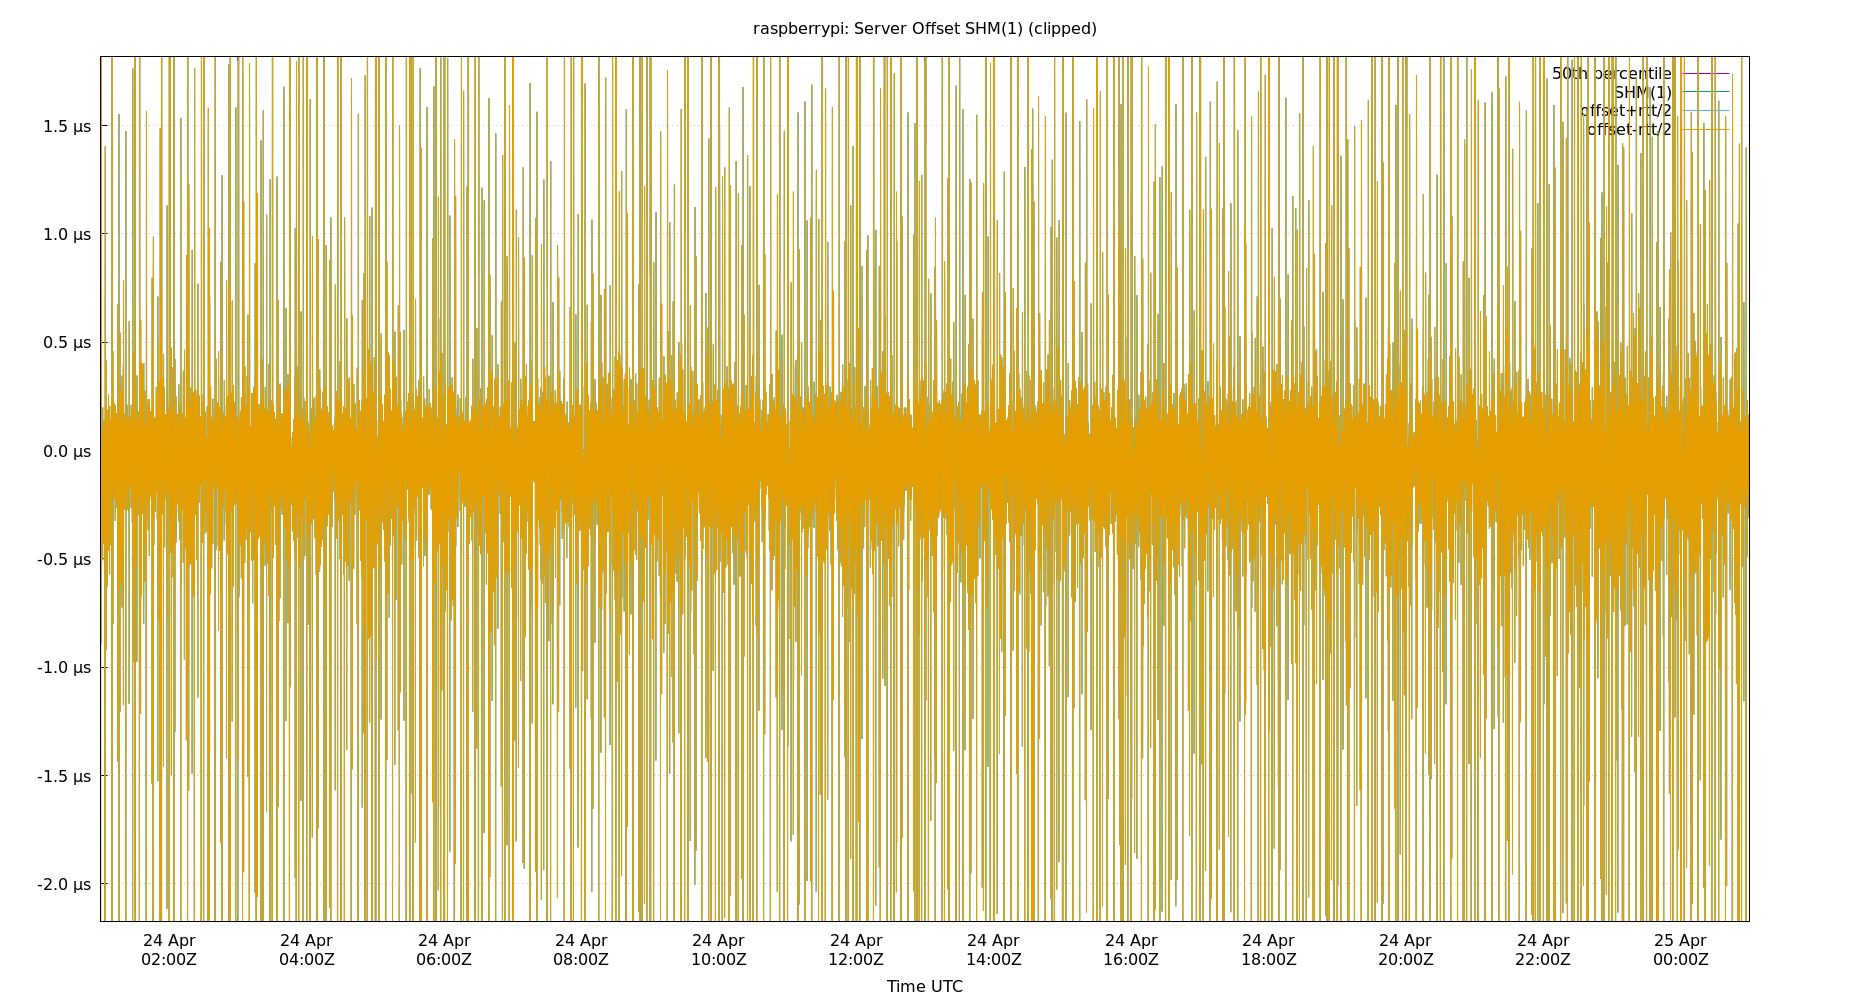 raspberrypi: Server Offset SHM(1) (clipped)
50th percentile
SHM(1)
offset+rtt/2
offset-rtt/2
1.5 µs
1.0 µs
0.5 µs
0.0 µs
-0.5 µs
-1.0 µs
-1.5 µs
-2.0 µs
24 Apr 24 Apr 24 Apr 24 Apr 24 Apr 24 Apr 24 Apr 24 Apr 24 Apr 24 Apr 24 Apr 25 Apr
02:00Z 04:00Z 06:00Z 08:00Z 10:00Z 12:00Z 14:00Z 16:00Z 18:00Z 20:00Z 22:00Z 00:00Z
Time UTC